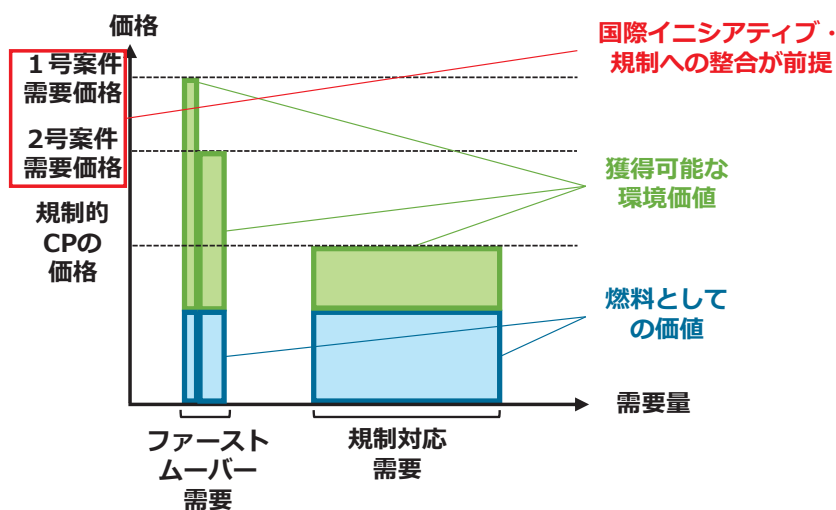 価格
国際イニシアティブ・
規制への整合が前提
１号案件
需要価格
2号案件
需要価格
獲得可能な
環境価値
規制的
CPの
価格
燃料として
の価値
需要量
ファースト
ムーバー
需要
規制対応
需要